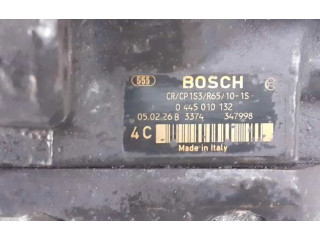 555 BOSCH
CR/CP1S3/R65/10-1S
0 445 010 132
05.02.26 B 3374 347998
4C
Made in Italy